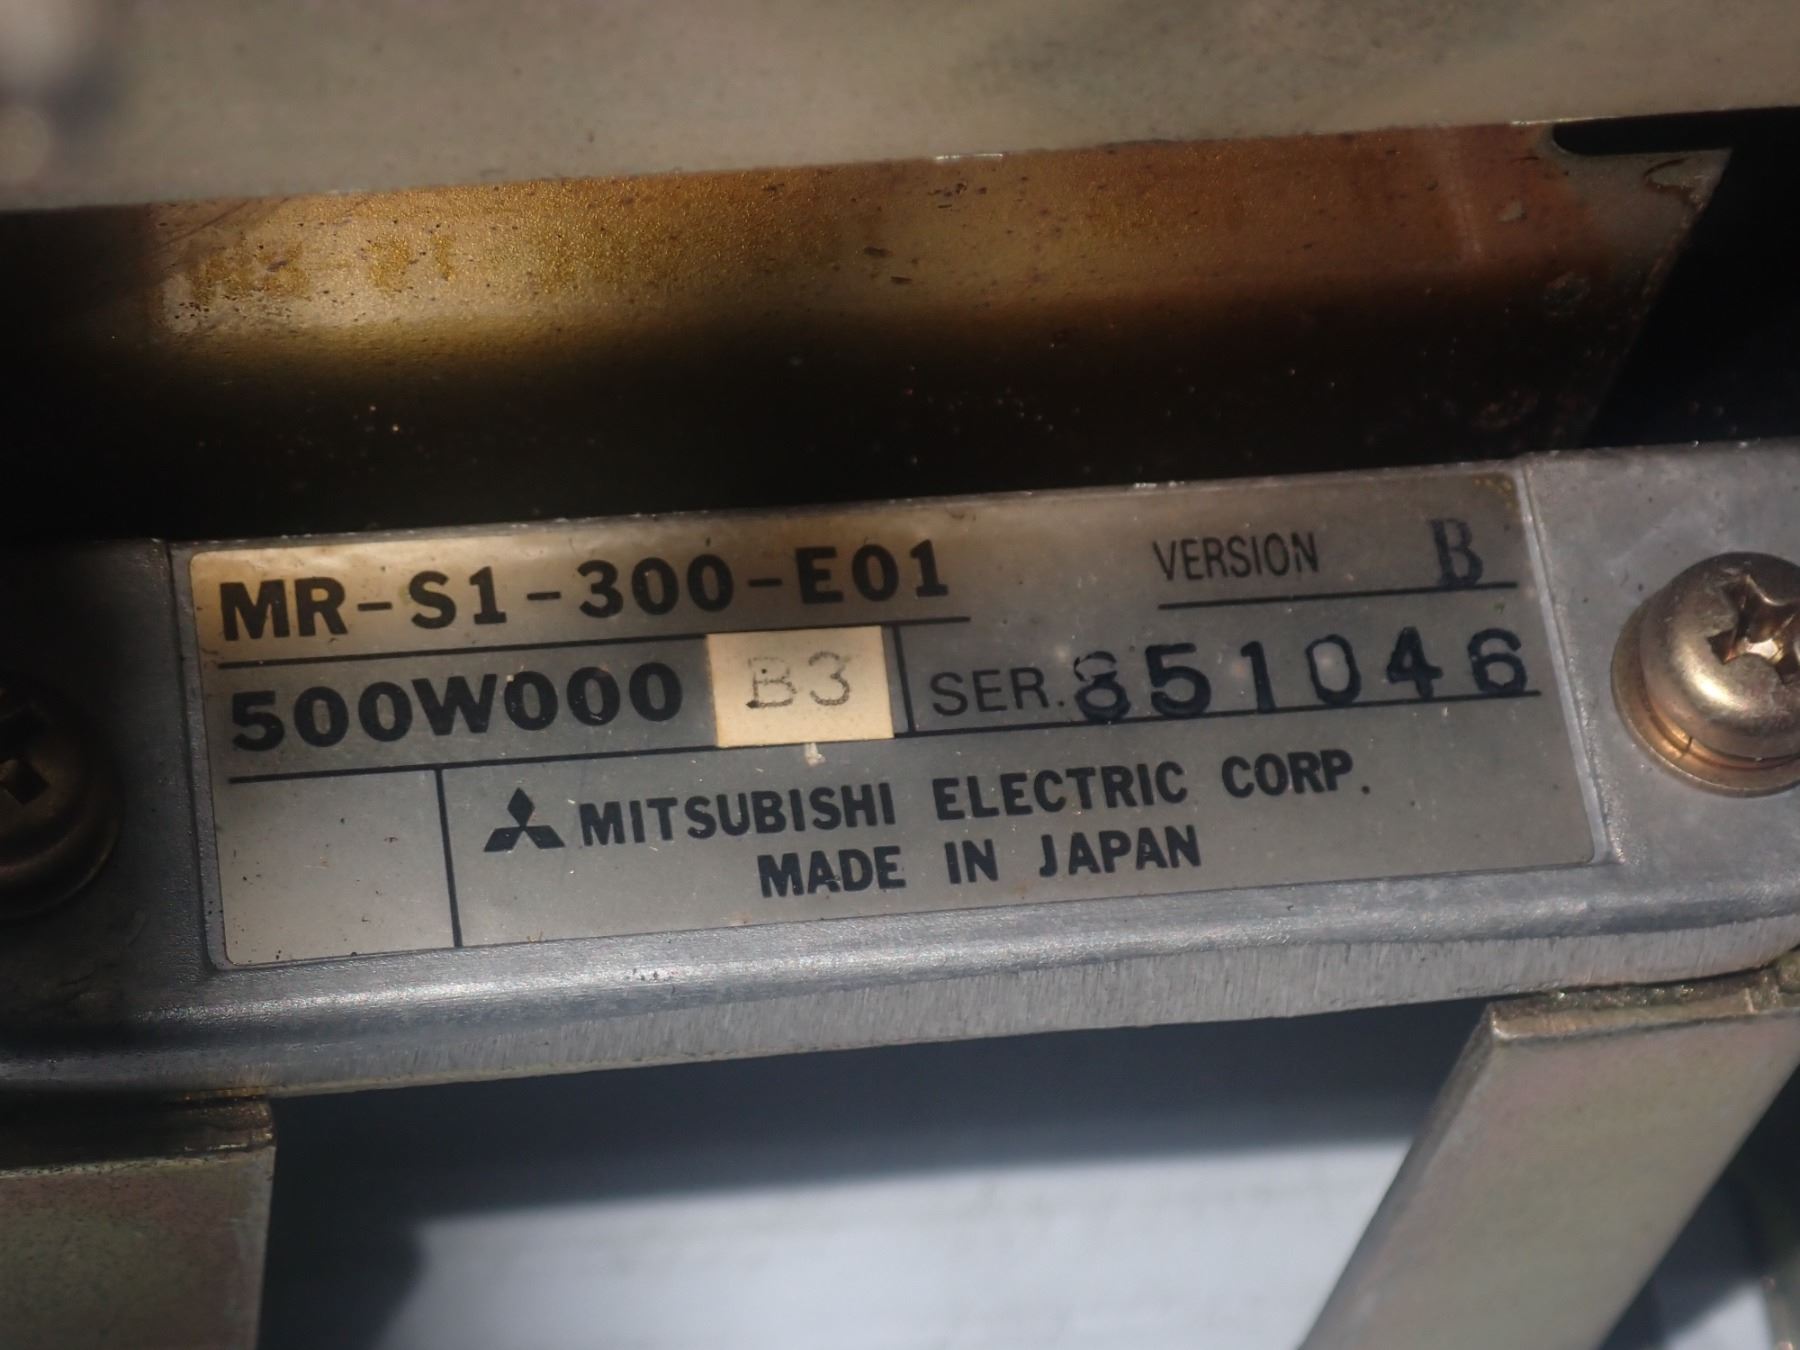 MR-S1-300-E01 VERSION B
500W000 B3 SER. 851046
MITSUBISHI ELECTRIC CORP.
MADE IN JAPAN